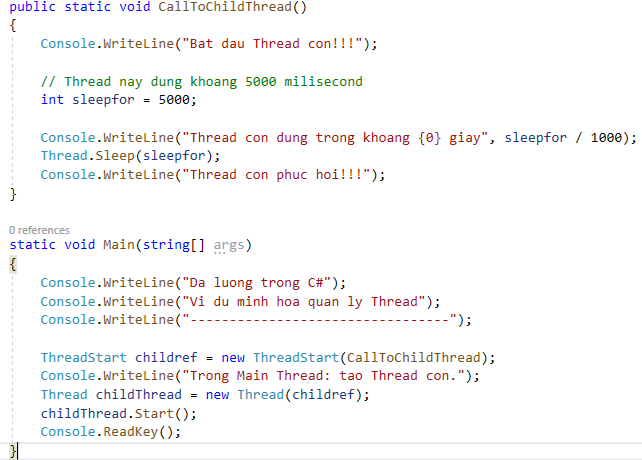 public static void CallToChildThread()
{
Console.WriteLine("Bat dau Thread con!!!");
// Thread nay dung khoang 5000 milisecond
int sleepfor = 5000;
Console.WriteLine("Thread con dung trong khoang {0} giay", sleepfor / 1000);
Thread.Sleep(sleepfor);
Console.WriteLine("Thread con phuc hoi!!!");
}
0 references
static void Main(string[] args)
{
Console.WriteLine("Da luong trong C#");
Console.WriteLine("Vi du minh hoa quan ly Thread");
Console.WriteLine("---------------------------------");
ThreadStart childref = new ThreadStart(CallToChildThread);
Console.WriteLine("Trong Main Thread: tao Thread con.");
Thread childThread = new Thread(childref);
childThread.Start();
Console.ReadKey();
}